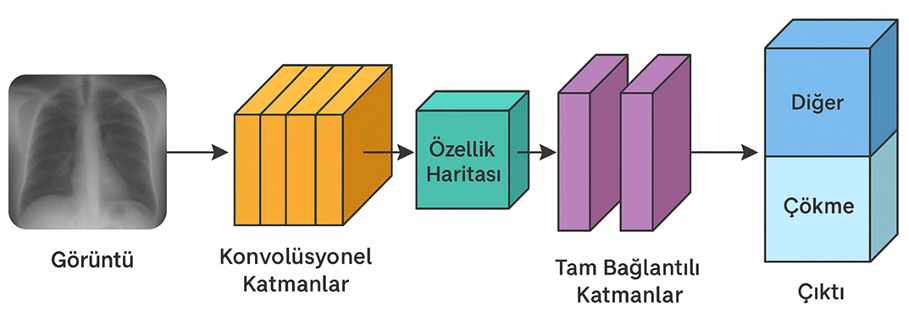 Görüntü
Konvolüsyonel
Katmanlar
Özellik
Haritası
Tam Bağlantılı
Katmanlar
Diğer
Çökme
Çıktı